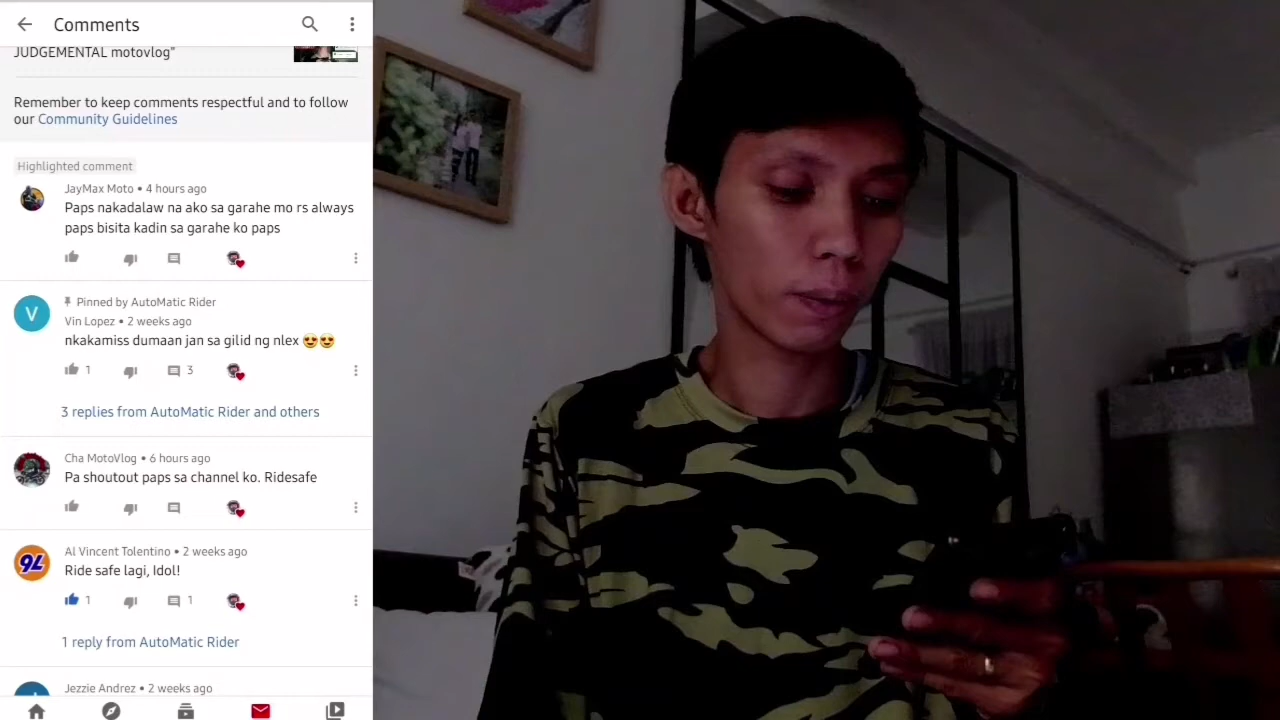 Comments
JUDGEMENTAL motovlog"
Remember to keep comments respectful and to follow
our Community Guidelines
Highlighted comment
JayMax Moto • 4 hours ago
Paps nakadalaw na ako sa garahe mo rs always
paps bisita kadin sa garahe ko paps
V
Pinned by AutoMatic Rider
Vin Lopez • 2 weeks ago
nkakamiss dumaan jan sa gilid ng nlex 😍😍
1 3
3 replies from AutoMatic Rider and others
Cha MotoVlog • 6 hours ago
Pa shoutout paps sa channel ko. Ridesafe
9L
Al Vincent Tolentino • 2 weeks ago
Ride safe lagi, Idol!
1 1
1 reply from AutoMatic Rider
Jezzie Andrez • 2 weeks ago